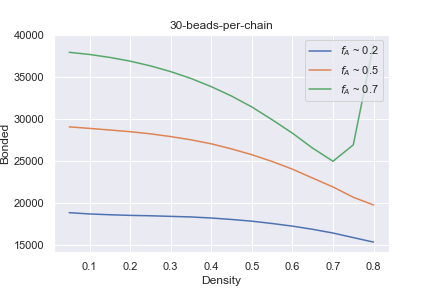 30-beads-per-chain
40000
35000
30000
25000
20000
15000
Bonded
f_A ~ 0.2
f_A ~ 0.5
f_A ~ 0.7
0.1 0.2 0.3 0.4 0.5 0.6 0.7 0.8
Density